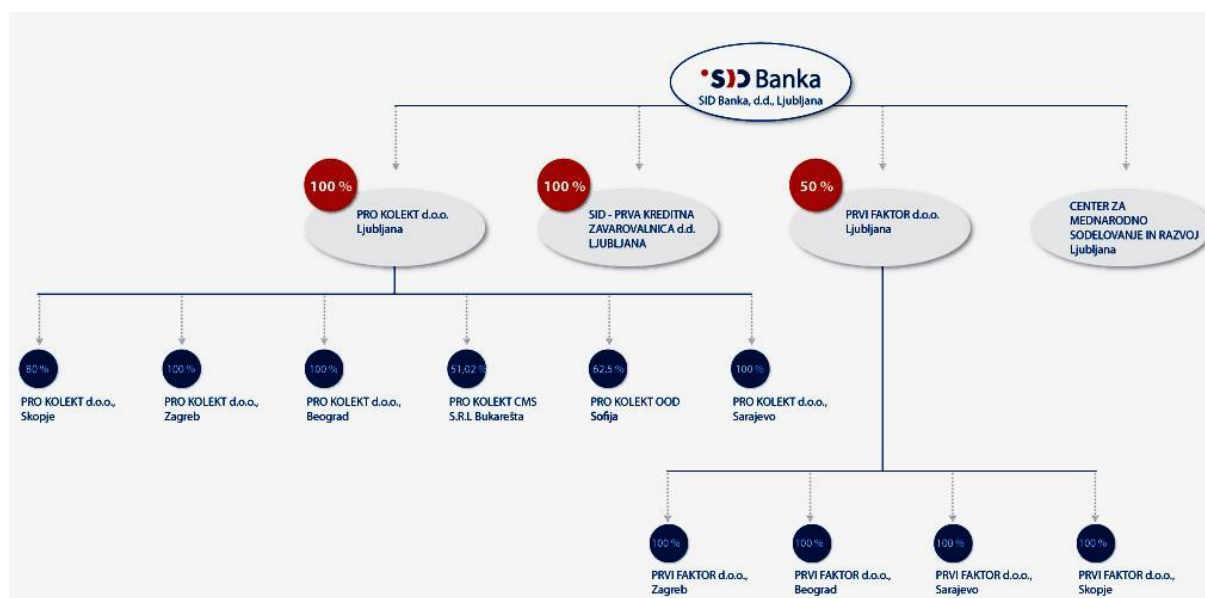 SID Banka
SID Banka, d.d., Ljubljana
100 %
PRO KOLEKT d.o.o.
Ljubljana
100 %
SID - PRVA KREDITNA
ZAVAROVALNICA d.d.
LJUBLJANA
50 %
PRVI FAKTOR d.o.o.
Ljubljana
CENTER ZA
MEDNARODNO
SODELOVANJE IN RAZVOJ
Ljubljana
80 %
PRO KOLEKT d.o.o.,
Skopje
100 %
PRO KOLEKT d.o.o.,
Zagreb
100 %
PRO KOLEKT d.o.o.,
Beograd
51,02 %
PRO KOLEKT CMS
S.R.L Bukarešta
62.5 %
PRO KOLEKT OOD
Sofija
100 %
PRO KOLEKT d.o.o.,
Sarajevo
100 %
PRVI FAKTOR d.o.o.,
Zagreb
100 %
PRVI FAKTOR d.o.o.,
Beograd
100 %
PRVI FAKTOR d.o.o.,
Sarajevo
100 %
PRVI FAKTOR d.o.o.,
Skopje